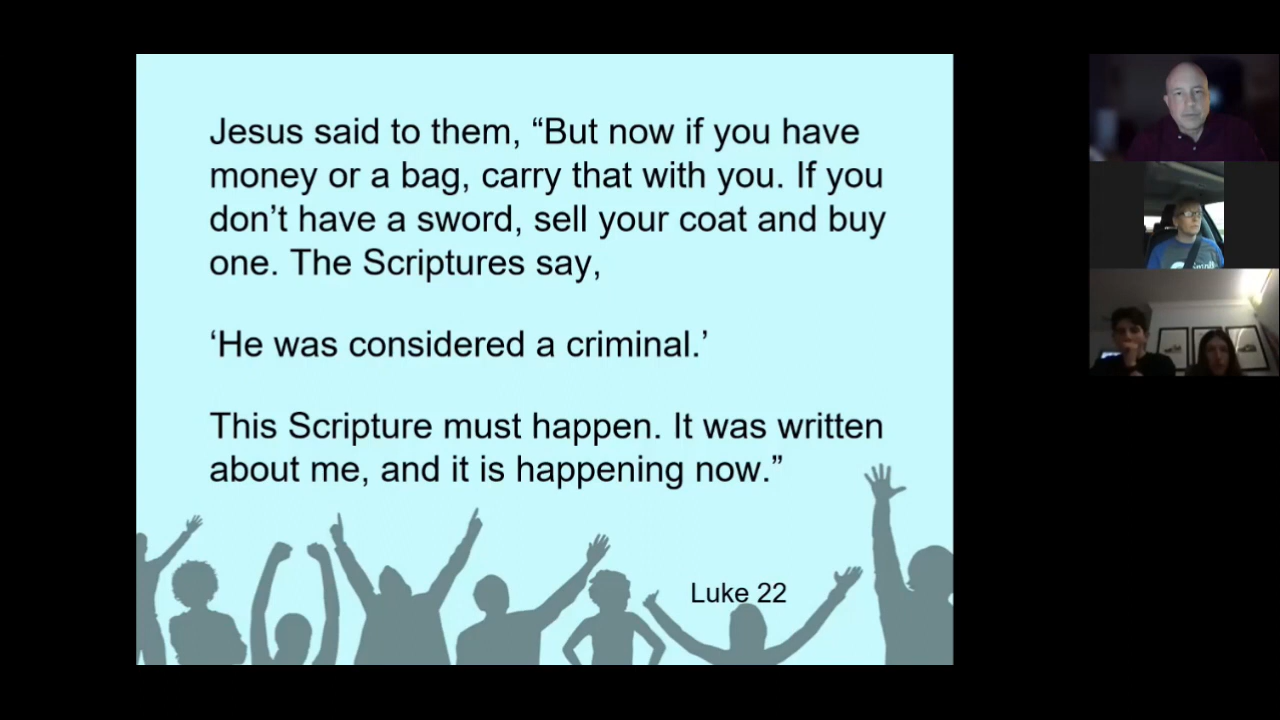 Jesus said to them, “But now if you have
money or a bag, carry that with you. If you
don’t have a sword, sell your coat and buy
one. The Scriptures say,
‘He was considered a criminal.’
This Scripture must happen. It was written
about me, and it is happening now.”
Luke 22